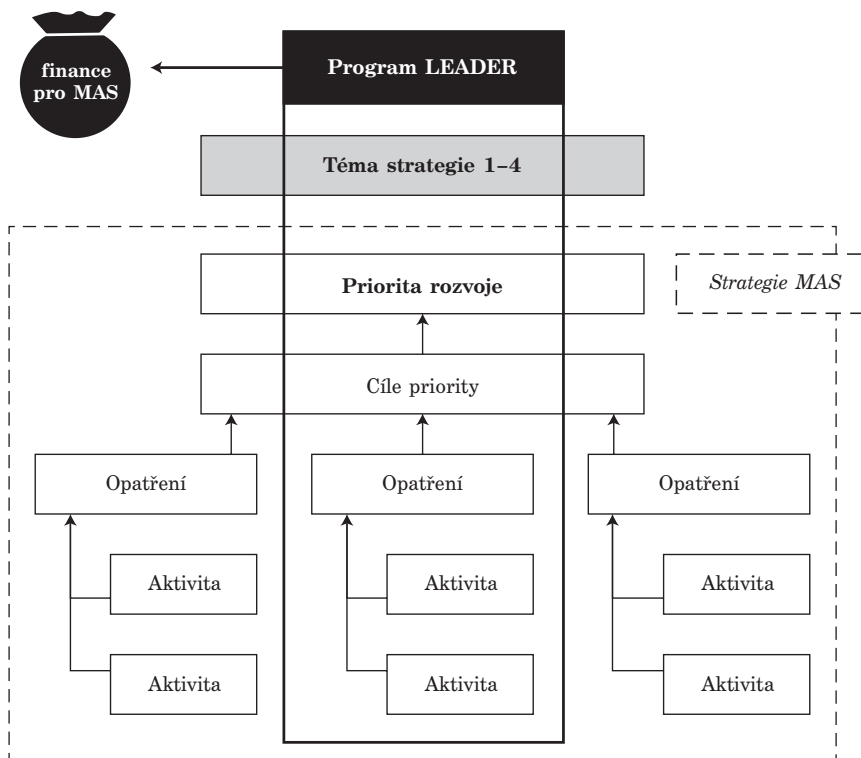 finance
pro MAS
Program LEADER
Téma strategie 1–4
Priorita rozvoje
Strategie MAS
Cíle priority
Opatření
Opatření
Opatření
Aktivita
Aktivita
Aktivita
Aktivita
Aktivita
Aktivita